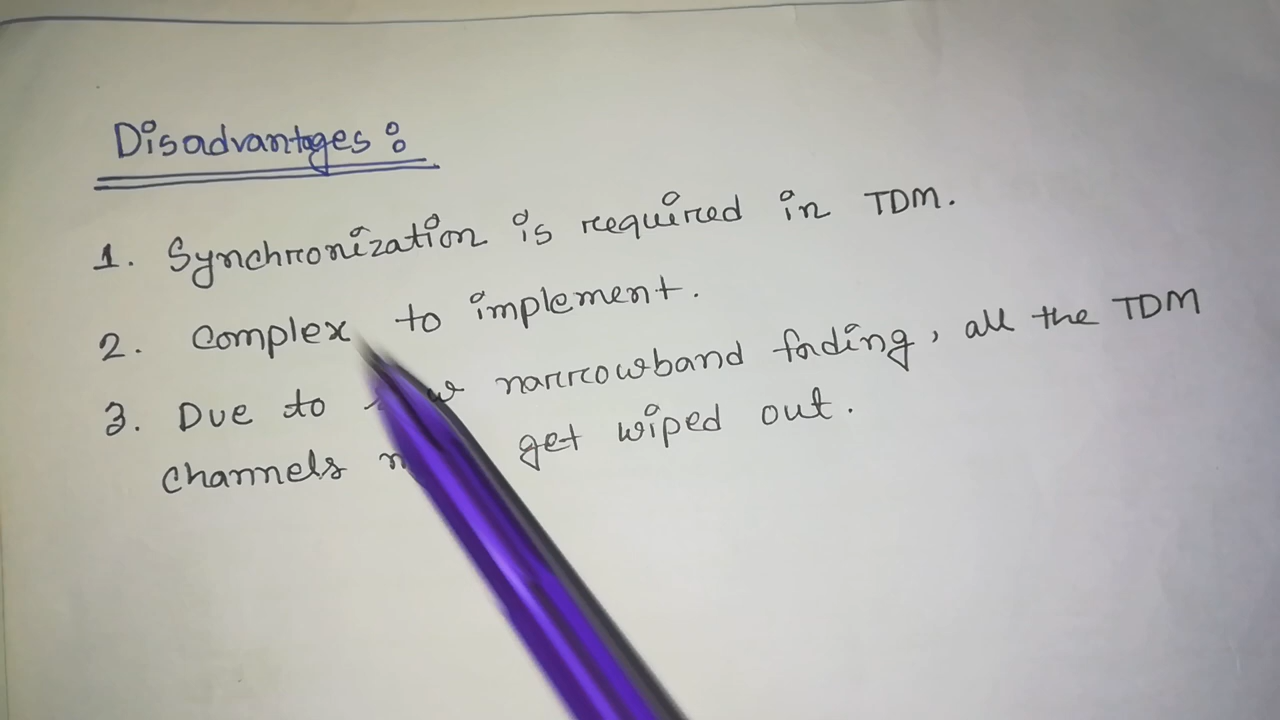 Disadvantages :
1. Synchronization is required in TDM.
2. Complex to implement.
3. Due to narrowband fading, all the TDM
channels get wiped out.